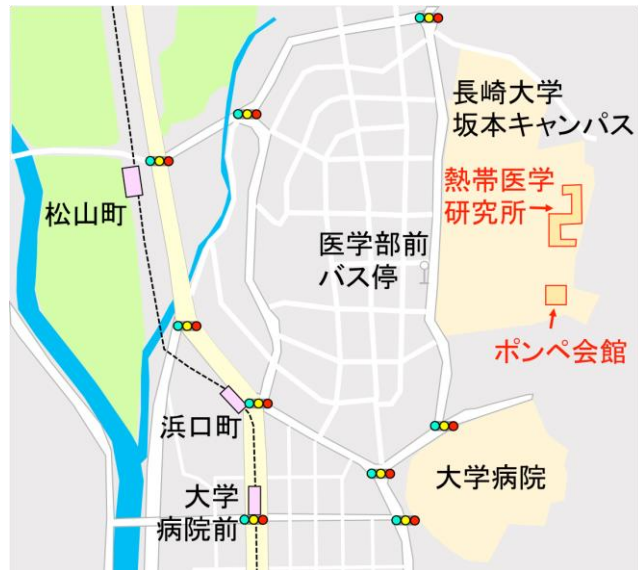 長崎大学
坂本キャンパス
熱帯医学
研究所→
松山町
医学部前
バス停
ポンペ会館
浜口町
大学病院
大学
病院前